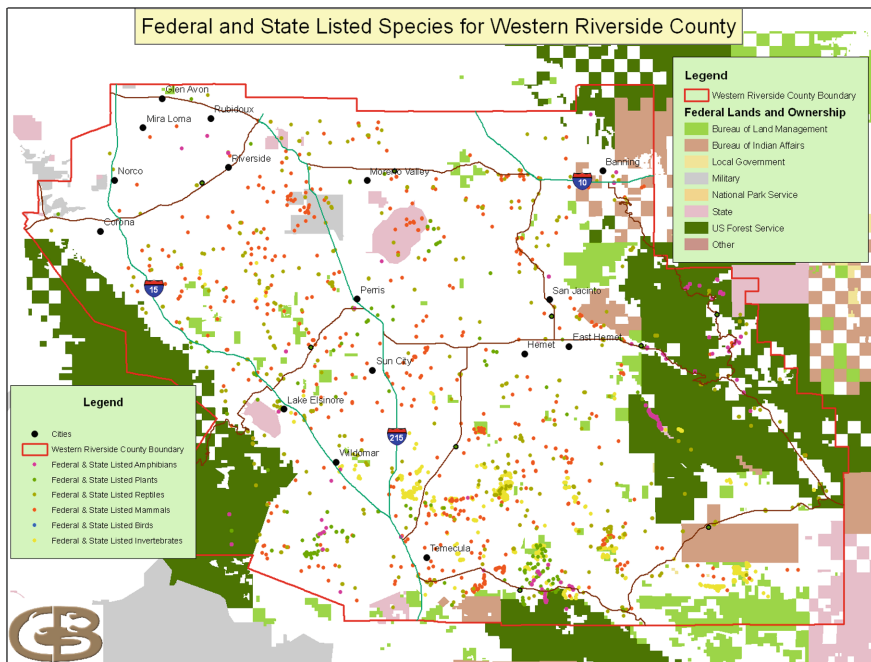 Federal and State Listed Species for Western Riverside County
Legend
Western Riverside County Boundary
Federal Lands and Ownership
Bureau of Land Management
Bureau of Indian Affairs
Local Government
Military
National Park Service
State
US Forest Service
Other
Glen Avon
Rubidoux
Mira Loma
Riverside
Norco
Moreno Valley
Banning
10
Corona
15
Perris
San Jacinto
Hemet
East Hemet
Sun City
Lake Elsinore
215
Wildomar
Temecula
Legend
Cities
Western Riverside County Boundary
Federal & State Listed Amphibians
Federal & State Listed Plants
Federal & State Listed Reptiles
Federal & State Listed Mammals
Federal & State Listed Birds
Federal & State Listed Invertebrates
CB